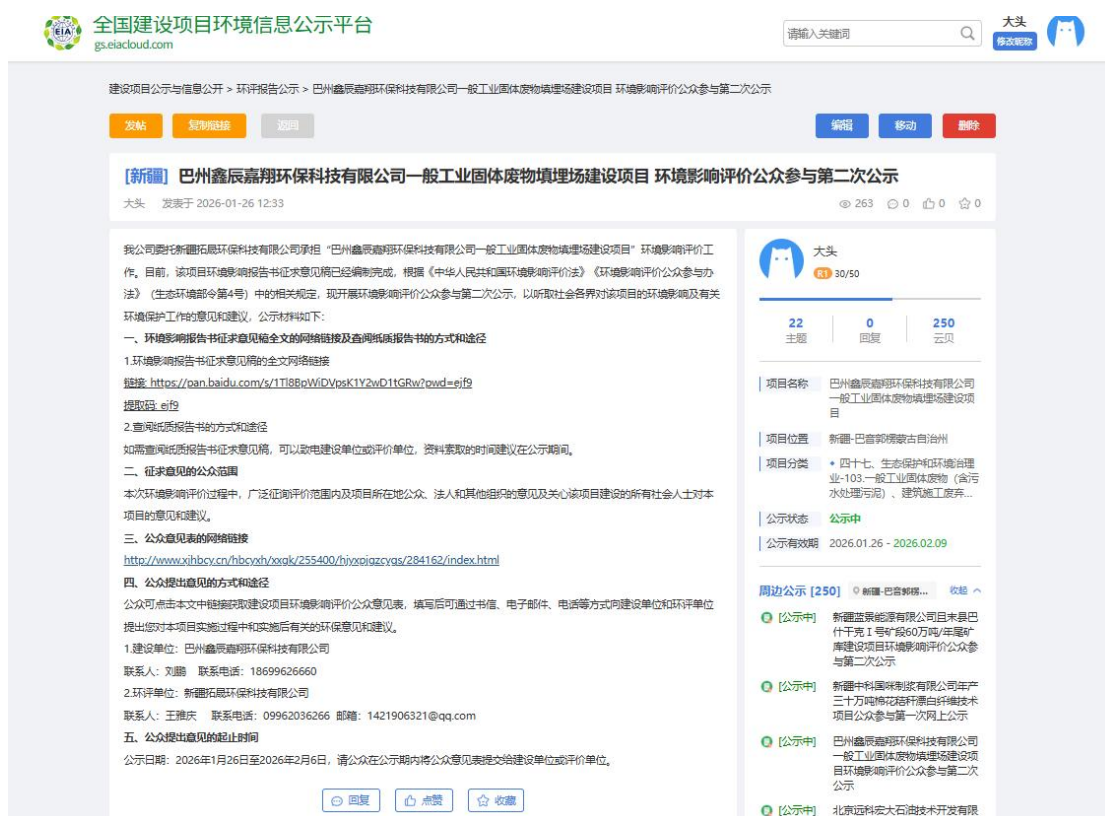 全国建设项目环境信息公示平台
gs.eiacloud.com
EIA
请输入关键词
大头
修改昵称
建设项目公示与信息公开 > 环评报告公示 > 巴州鑫辰嘉翔环保科技有限公司一般工业固体废物填埋场建设项目 环境影响评价公众参与第二次公示
发帖
复制链接
返回
编辑
移动
删除
[新疆] 巴州鑫辰嘉翔环保科技有限公司一般工业固体废物填埋场建设项目 环境影响评价公众参与第二次公示
大头 发表于 2026-01-26 12:33
263 0 0 0
我公司委托新疆拓晟环保科技有限公司承担“巴州鑫辰嘉翔环保科技有限公司一般工业固体废物填埋场建设项目”环境影响评价工
作。目前，该项目环境影响报告书征求意见稿已经编制完成，根据《中华人民共和国环境影响评价法》《环境影响评价公众参与办
法》（生态环境部令第4号）中的相关规定，现开展环境影响评价公众参与第二次公示，以听取社会各界对该项目的环境影响及有关
环境保护工作的意见和建议，公示材料如下：
一、环境影响报告书征求意见稿全文的网络链接及查阅纸质报告书的方式和途径
1.环境影响报告书征求意见稿的全文网络链接
链接: https://pan.baidu.com/s/1Tl8BpWiDVpsK1Y2wD1tGRw?pwd=ejf9
提取码: ejf9
2.查阅纸质报告书的方式和途径
如需查阅纸质报告书征求意见稿，可以致电建设单位或评价单位，资料索取的时间建议在公示期间。
二、征求意见的公众范围
本次环境影响评价过程中，广泛征询评价范围内及项目所在地公众、法人和其他组织的意见及关心该项目建设的所有社会人士对本
项目的意见和建议。
三、公众意见表的网络链接
http://www.xjhbcy.cn/hbcyxh/xxgk/255400/hjyxpjgzcygs/284162/index.html
四、公众提出意见的方式和途径
公众可点击本文中链接获取建设项目环境影响评价公众意见表，填写后可通过书信、电子邮件、电话等方式向建设单位和环评单位
提出您对本项目实施过程中和实施后有关的环保意见和建议。
1.建设单位：巴州鑫辰嘉翔环保科技有限公司
联系人：刘鹏 联系电话：18699626660
2.环评单位：新疆拓晟环保科技有限公司
联系人：王雅庆 联系电话：09962036266 邮箱：1421906321@qq.com
五、公众提出意见的起止时间
公示日期：2026年1月26日至2026年2月6日，请公众在公示期内将公众意见表提交给建设单位或评价单位。
回复
点赞
收藏
大头
R1 30/50
22 0 250
主题 回复 云贝
项目名称 巴州鑫辰嘉翔环保科技有限公司
一般工业固体废物填埋场建设项
目
项目位置 新疆-巴音郭楞蒙古自治州
项目分类 • 四十七、生态保护和环境治理
业-103.一般工业固体废物（含污
水处理污泥）、建筑施工废弃...
公示状态 公示中
公示有效期 2026.01.26 - 2026.02.09
周边公示 [250] 新疆-巴音郭楞... 收起
[公示中] 新疆蓝景能源有限公司且末县巴
什干克 I 号矿段60万吨/年尾矿
库建设项目环境影响评价公众参
与第二次公示
[公示中] 新疆中科国咪制浆有限公司年产
三十万吨棉花秸秆漂白纤维技术
项目公众参与第一次网上公示
[公示中] 巴州鑫辰嘉翔环保科技有限公司
一般工业固体废物填埋场建设项
目环境影响评价公众参与第二次
公示
[公示中] 北京远科宏大石油技术开发有限